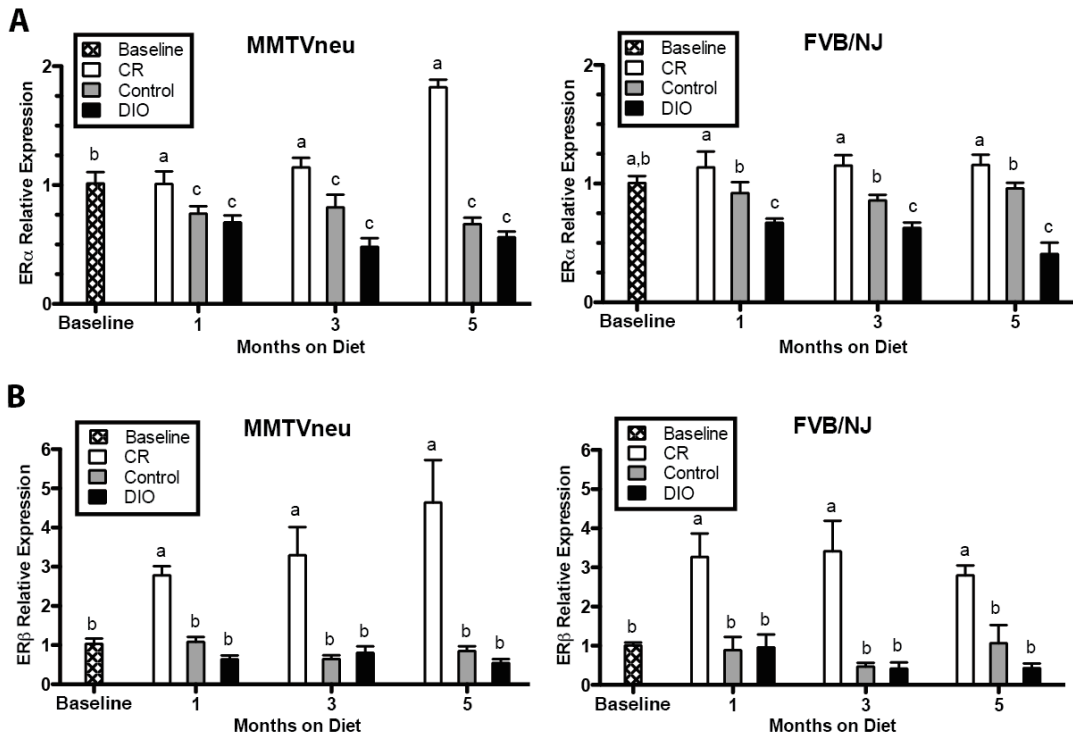 A
MMTVneu
Baseline
CR
Control
DIO
ERα Relative Expression
2
1
0
b
a
c
c
a
c
c
a
c
c
Baseline
1
3
5
Months on Diet
FVB/NJ
Baseline
CR
Control
DIO
ERα Relative Expression
2
1
0
a,b
a
b
c
a
b
c
a
b
c
Baseline
1
3
5
Months on Diet
B
MMTVneu
Baseline
CR
Control
DIO
ERβ Relative Expression
6
5
4
3
2
1
0
b
a
b
b
a
b
b
a
b
b
Baseline
1
3
5
Months on Diet
FVB/NJ
Baseline
CR
Control
DIO
ERβ Relative Expression
6
5
4
3
2
1
0
b
a
b
b
a
b
b
a
b
b
Baseline
1
3
5
Months on Diet